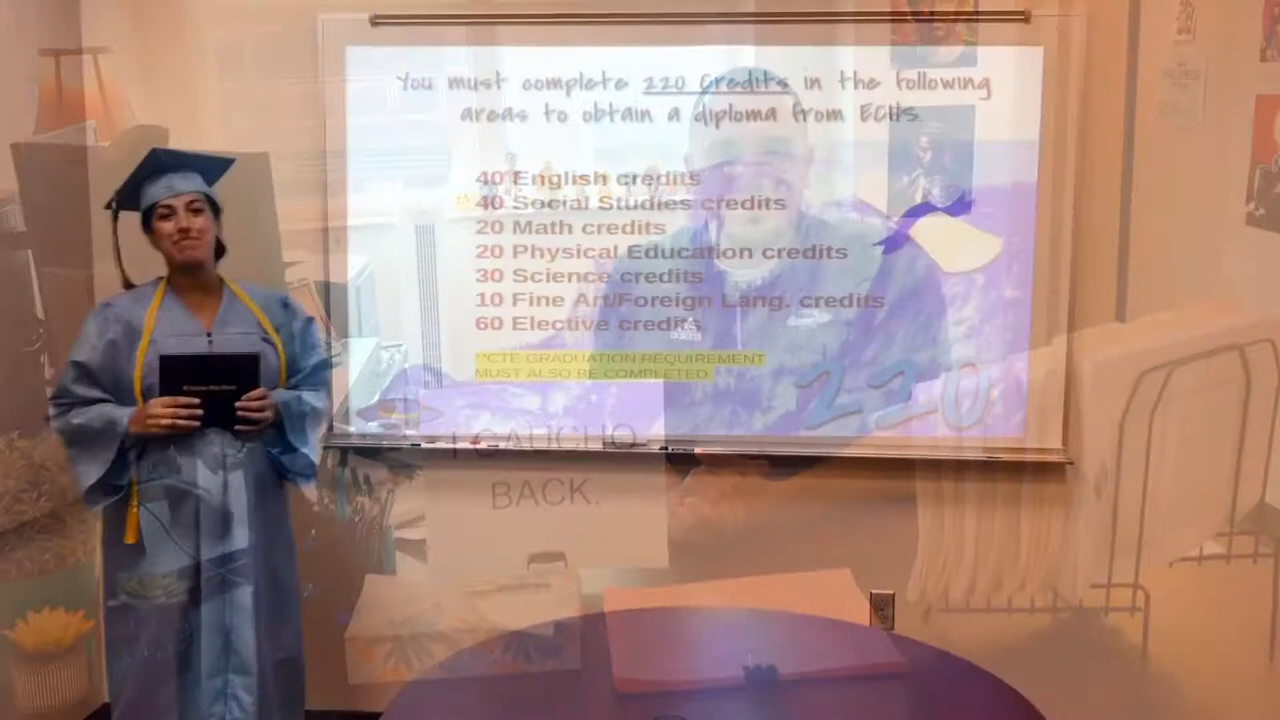 You must complete 220 Credits in the following
areas to obtain a diploma from ECHS.
40 English credits
40 Social Studies credits
20 Math credits
20 Physical Education credits
30 Science credits
10 Fine Art/Foreign Lang. credits
60 Elective credits
**CTE GRADUATION REQUIREMENT
MUST ALSO BE COMPLETED
220
adidas
I GAUCHO
BACK.